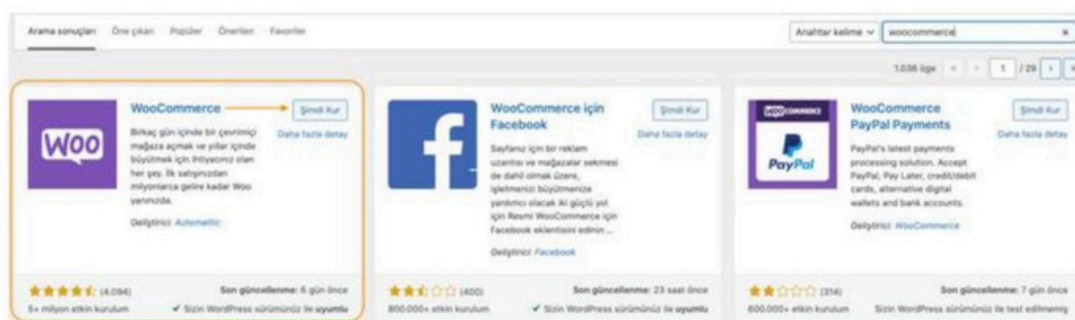 Arama sonuçları Öne çıkan Popüler Önerilen Favoriler
Anahtar kelime woocommerce
1.036 öge « ‹ 1 / 29 › »
WOO
WooCommerce
Şimdi Kur
Daha fazla detay
Birkaç gün içinde bir çevrimiçi
mağaza açmak ve yıllar içinde
büyütmek için ihtiyacınız olan
her şey. İlk satışınızdan
milyonlarca gelire kadar Woo
yanınızda.
Geliştirici: Automattic
(4.094)
Son güncellenme: 6 gün önce
5+ milyon etkin kurulum
✔ Sizin WordPress sürümünüz ile uyumlu
f
WooCommerce için
Facebook
Şimdi Kur
Daha fazla detay
Sayfanız için bir reklam
uzantısı ve mağazalar sekmesi
de dahil olmak üzere,
işletmenizi büyütmenize
yardımcı olacak iki güçlü yol
için Resmi WooCommerce için
Facebook eklentisini edinin ...
Geliştirici: Facebook
(400)
Son güncellenme: 23 saat önce
800.000+ etkin kurulum
✔ Sizin WordPress sürümünüz ile uyumlu
WOOCOMMERCE
PayPal
WooCommerce
PayPal Payments
Şimdi Kur
Daha fazla detay
PayPal's latest payments
processing solution. Accept
PayPal, Pay Later, credit/debit
cards, alternative digital
wallets and bank accounts.
Geliştirici: WooCommerce
(314)
Son güncellenme: 7 gün önce
600.000+ etkin kurulum
Sizin WordPress sürümünüz ile test edilmemiş